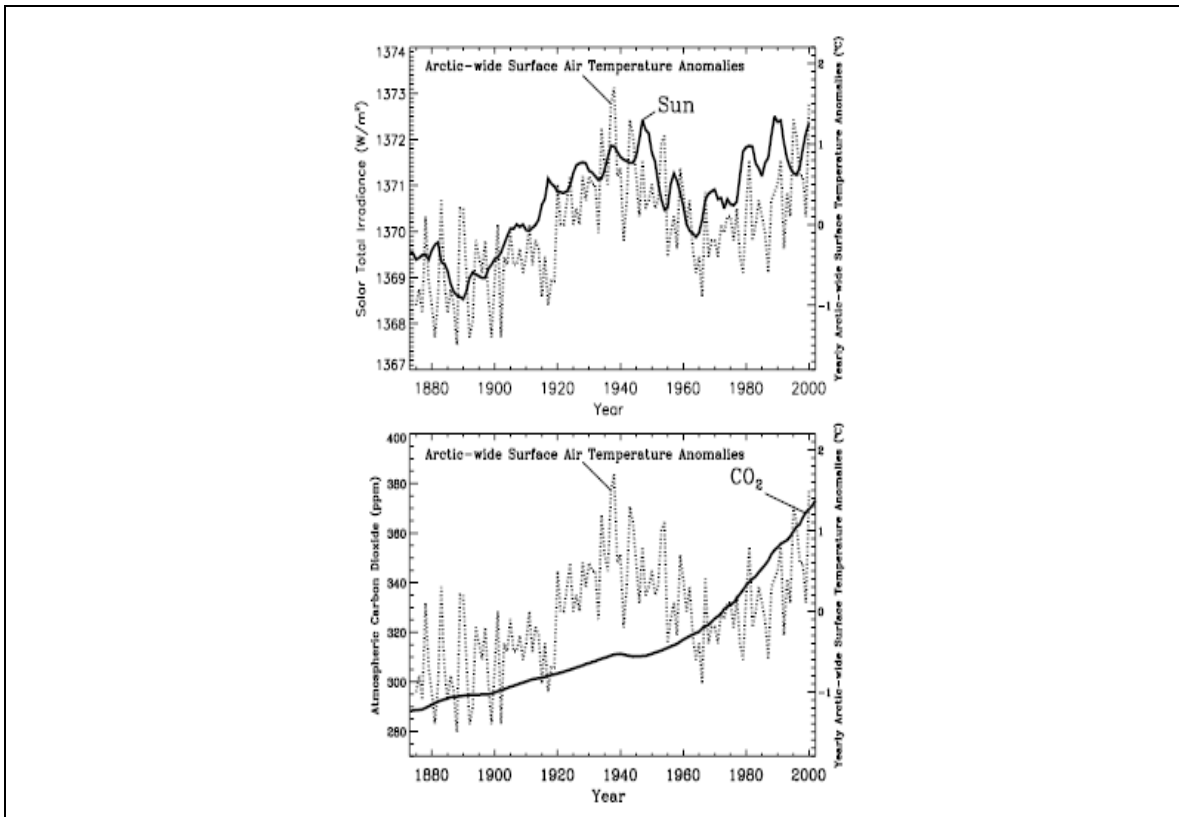 1374
1373
1372
1371
1370
1369
1368
1367
Solar Total Irradiance (W/m²)
Arctic-wide Surface Air Temperature Anomalies
Sun
2
1
0
-1
Yearly Arctic-wide Surface Temperature Anomalies (°C)
1880 1900 1920 1940 1960 1980 2000
Year
400
380
360
340
320
300
280
Atmospheric Carbon Dioxide (ppm)
Arctic-wide Surface Air Temperature Anomalies
CO₂
2
1
0
-1
Yearly Arctic-wide Surface Temperature Anomalies (°C)
1880 1900 1920 1940 1960 1980 2000
Year